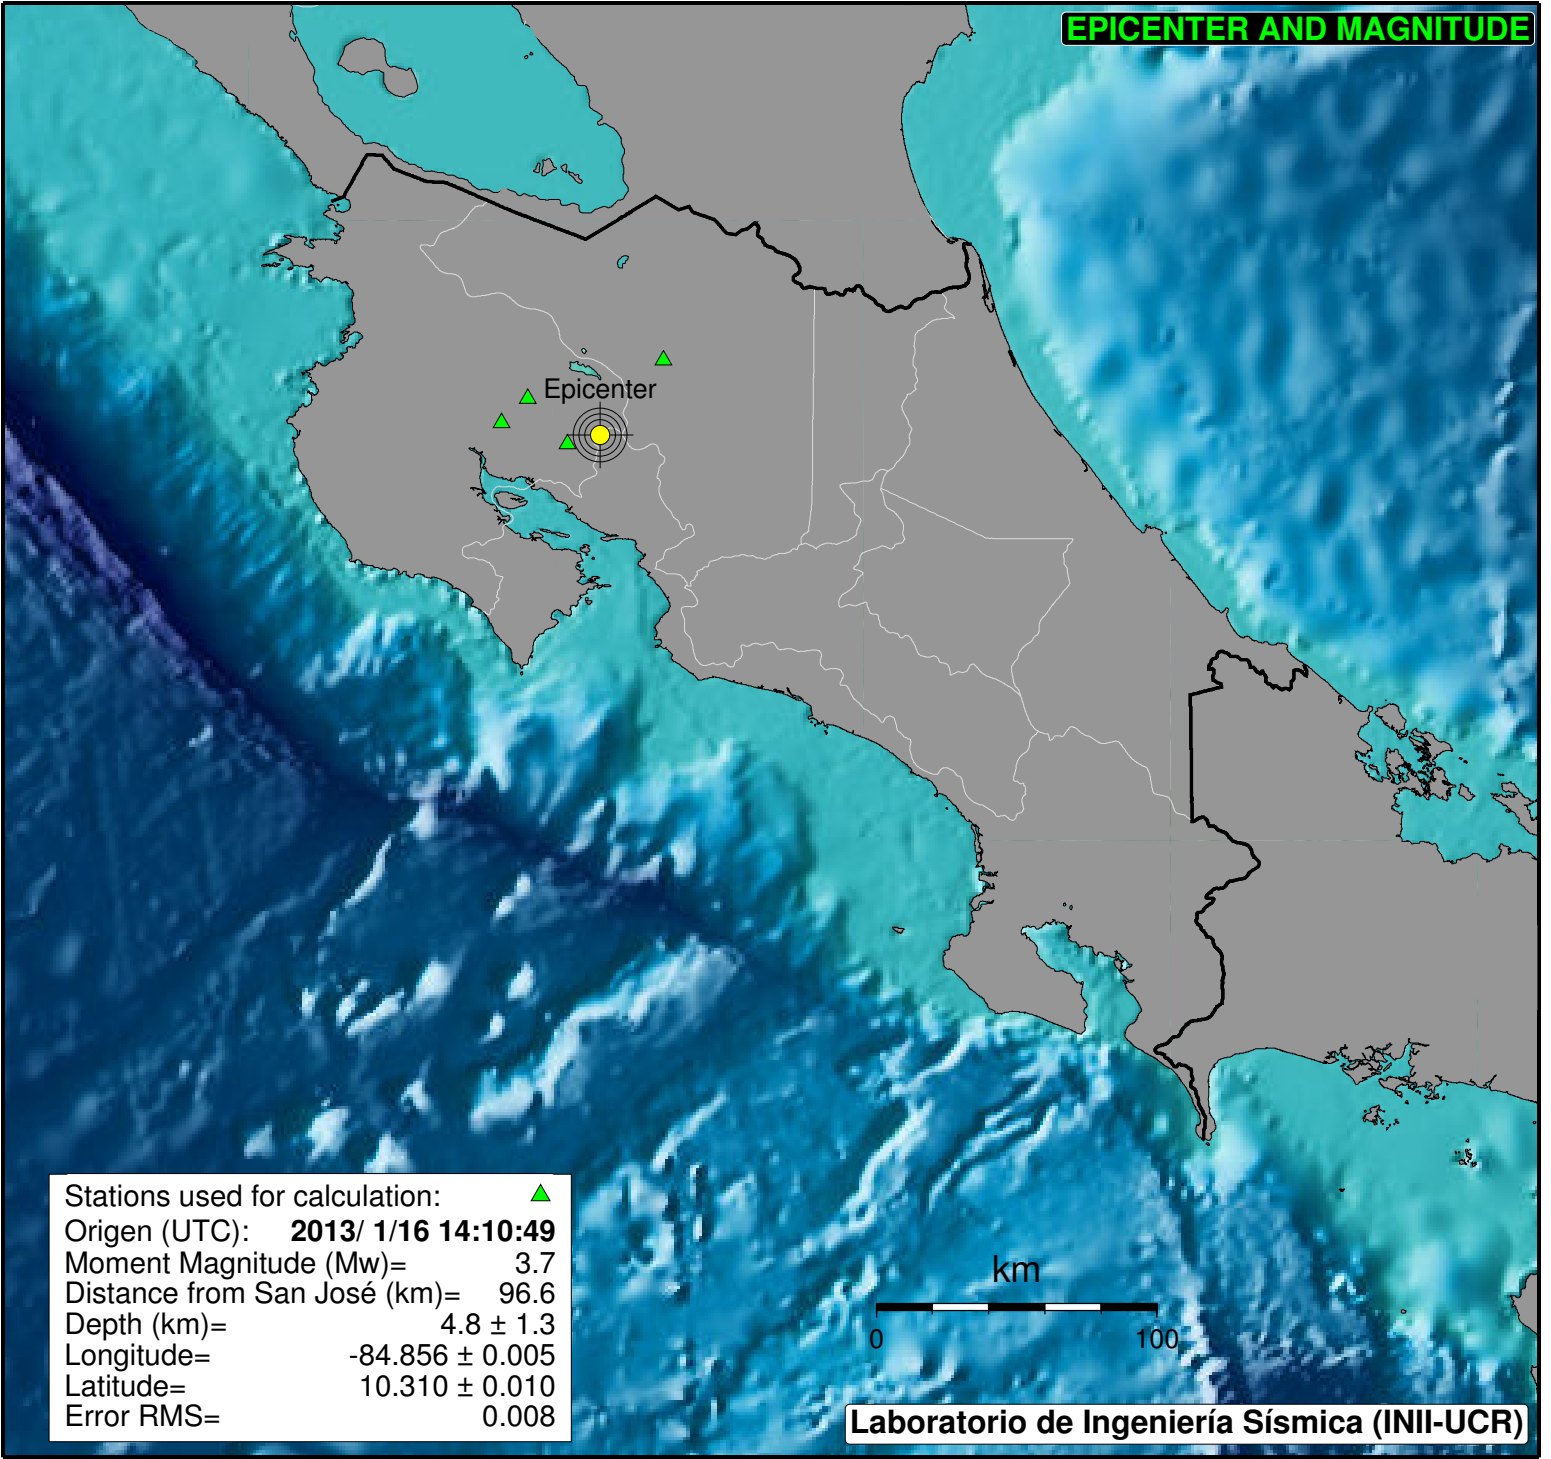 EPICENTER AND MAGNITUDE
Epicenter
Stations used for calculation:
Origen (UTC): 2013/ 1/16 14:10:49
Moment Magnitude (Mw)= 3.7
Distance from San José (km)= 96.6
Depth (km)= 4.8 ± 1.3
Longitude= -84.856 ± 0.005
Latitude= 10.310 ± 0.010
Error RMS= 0.008
km
0 100
Laboratorio de Ingeniería Sísmica (INII-UCR)